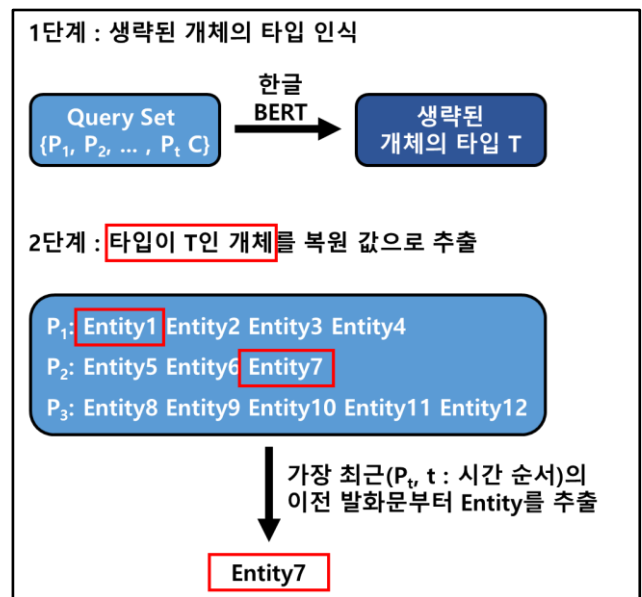 1단계 : 생략된 개체의 타입 인식
Query Set
{P₁, P₂, ... , Pₜ C}
한글
BERT
생략된
개체의 타입 T
2단계 : 타입이 T인 개체를 복원 값으로 추출
P₁: Entity1 Entity2 Entity3 Entity4
P₂: Entity5 Entity6 Entity7
P₃: Entity8 Entity9 Entity10 Entity11 Entity12
가장 최근(Pₜ, t : 시간 순서)의
이전 발화문부터 Entity를 추출
Entity7